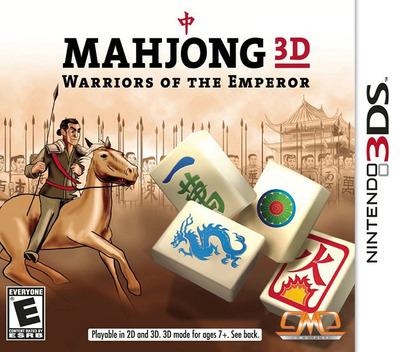 中
MAHJONG 3D
WARRIORS OF THE EMPEROR
NINTENDO 3DS
火
EVERYONE
E
CONTENT RATED BY
ESRB
Playable in 2D and 3D. 3D mode for ages 7+. See back.